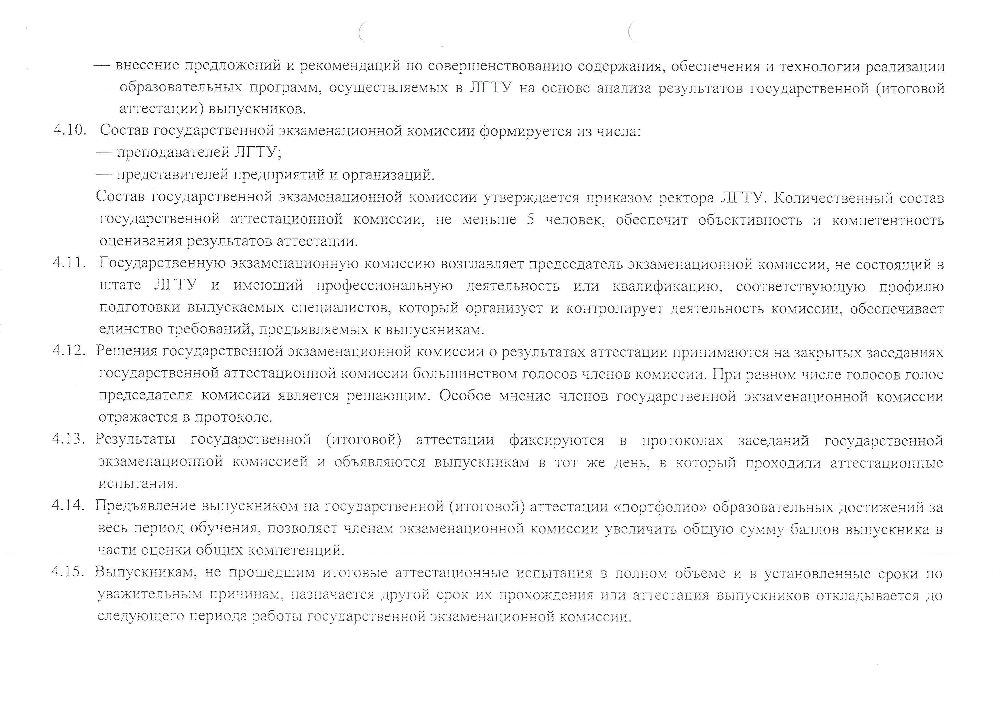 — внесение предложений и рекомендаций по совершенствованию содержания, обеспечения и технологии реализации
образовательных программ, осуществляемых в ЛГТУ на основе анализа результатов государственной (итоговой
аттестации) выпускников.
4.10. Состав государственной экзаменационной комиссии формируется из числа:
— преподавателей ЛГТУ;
— представителей предприятий и организаций.
Состав государственной экзаменационной комиссии утверждается приказом ректора ЛГТУ. Количественный состав
государственной аттестационной комиссии, не меньше 5 человек, обеспечит объективность и компетентность
оценивания результатов аттестации.
4.11. Государственную экзаменационную комиссию возглавляет председатель экзаменационной комиссии, не состоящий в
штате ЛГТУ и имеющий профессиональную деятельность или квалификацию, соответствующую профилю
подготовки выпускаемых специалистов, который организует и контролирует деятельность комиссии, обеспечивает
единство требований, предъявляемых к выпускникам.
4.12. Решения государственной экзаменационной комиссии о результатах аттестации принимаются на закрытых заседаниях
государственной аттестационной комиссии большинством голосов членов комиссии. При равном числе голосов голос
председателя комиссии является решающим. Особое мнение членов государственной экзаменационной комиссии
отражается в протоколе.
4.13. Результаты государственной (итоговой) аттестации фиксируются в протоколах заседаний государственной
экзаменационной комиссией и объявляются выпускникам в тот же день, в который проходили аттестационные
испытания.
4.14. Предъявление выпускником на государственной (итоговой) аттестации «портфолио» образовательных достижений за
весь период обучения, позволяет членам экзаменационной комиссии увеличить общую сумму баллов выпускника в
части оценки общих компетенций.
4.15. Выпускникам, не прошедшим итоговые аттестационные испытания в полном объеме и в установленные сроки по
уважительным причинам, назначается другой срок их прохождения или аттестация выпускников откладывается до
следующего периода работы государственной экзаменационной комиссии.